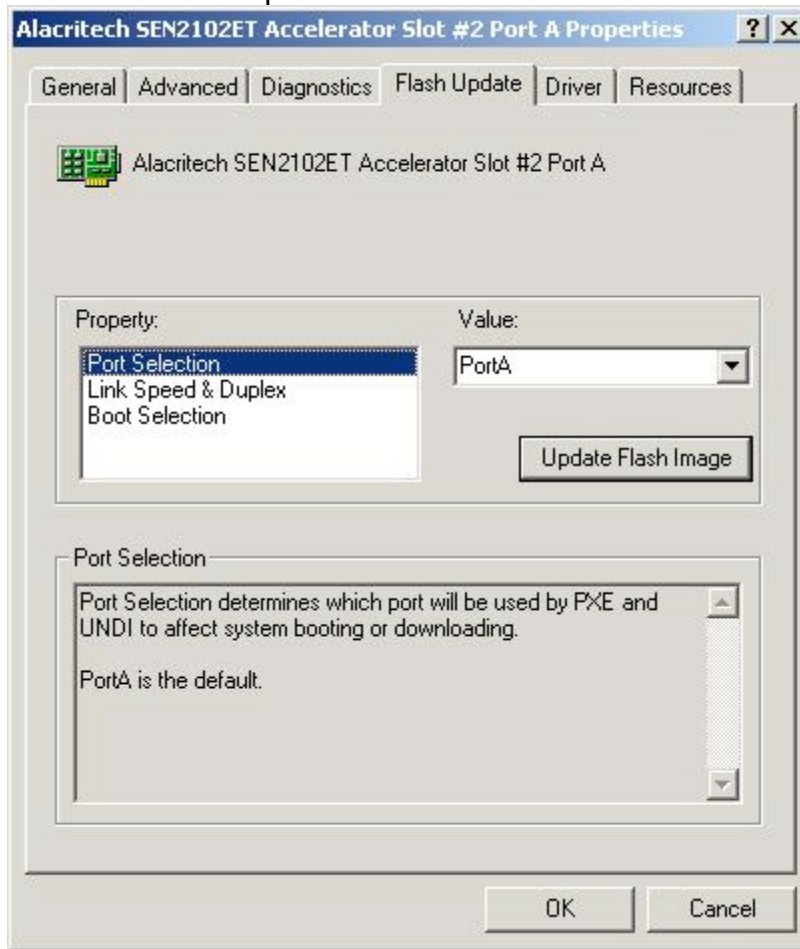 Alacritech SEN2102ET Accelerator Slot #2 Port A Properties ? ×
General Advanced Diagnostics Flash Update Driver Resources
Alacritech SEN2102ET Accelerator Slot #2 Port A
Property: Value:
Port Selection PortA
Link Speed & Duplex
Boot Selection
Update Flash Image
Port Selection
Port Selection determines which port will be used by PXE and
UNDI to affect system booting or downloading.
PortA is the default.
OK Cancel